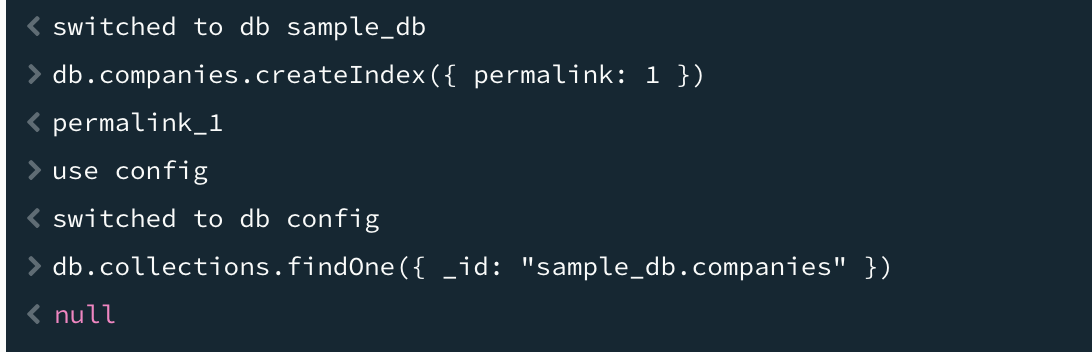 < switched to db sample_db
> db.companies.createIndex({ permalink: 1 })
< permalink_1
> use config
< switched to db config
> db.collections.findOne({ _id: "sample_db.companies" })
< null